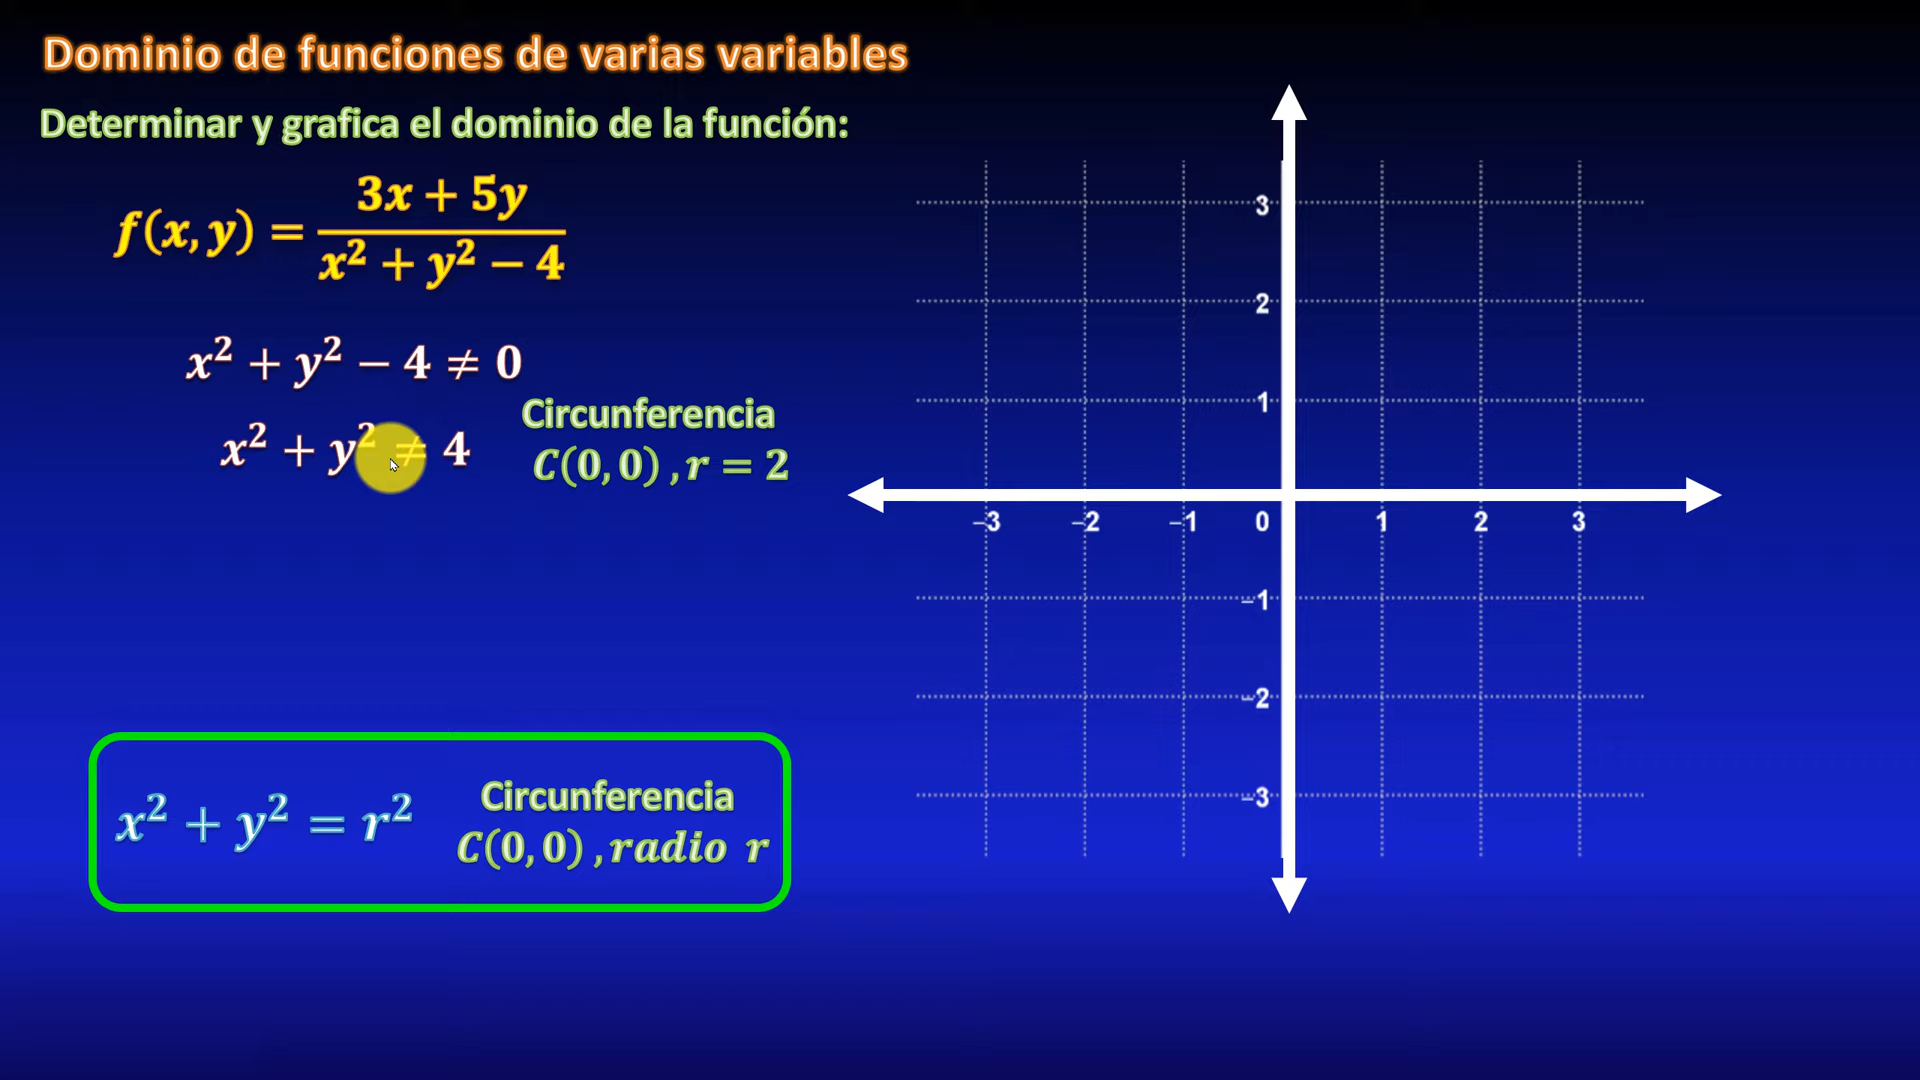 Dominio de funciones de varias variables
Determinar y grafica el dominio de la función:
f(x, y) = (3x + 5y)/(x² + y² − 4)
x² + y² − 4 ≠ 0
x² + y² ≠ 4
Circunferencia
C(0, 0) , r = 2
x² + y² = r²
Circunferencia
C(0, 0) , radio r
3
2
1
−3 −2 −1 0 1 2 3
−1
−2
−3